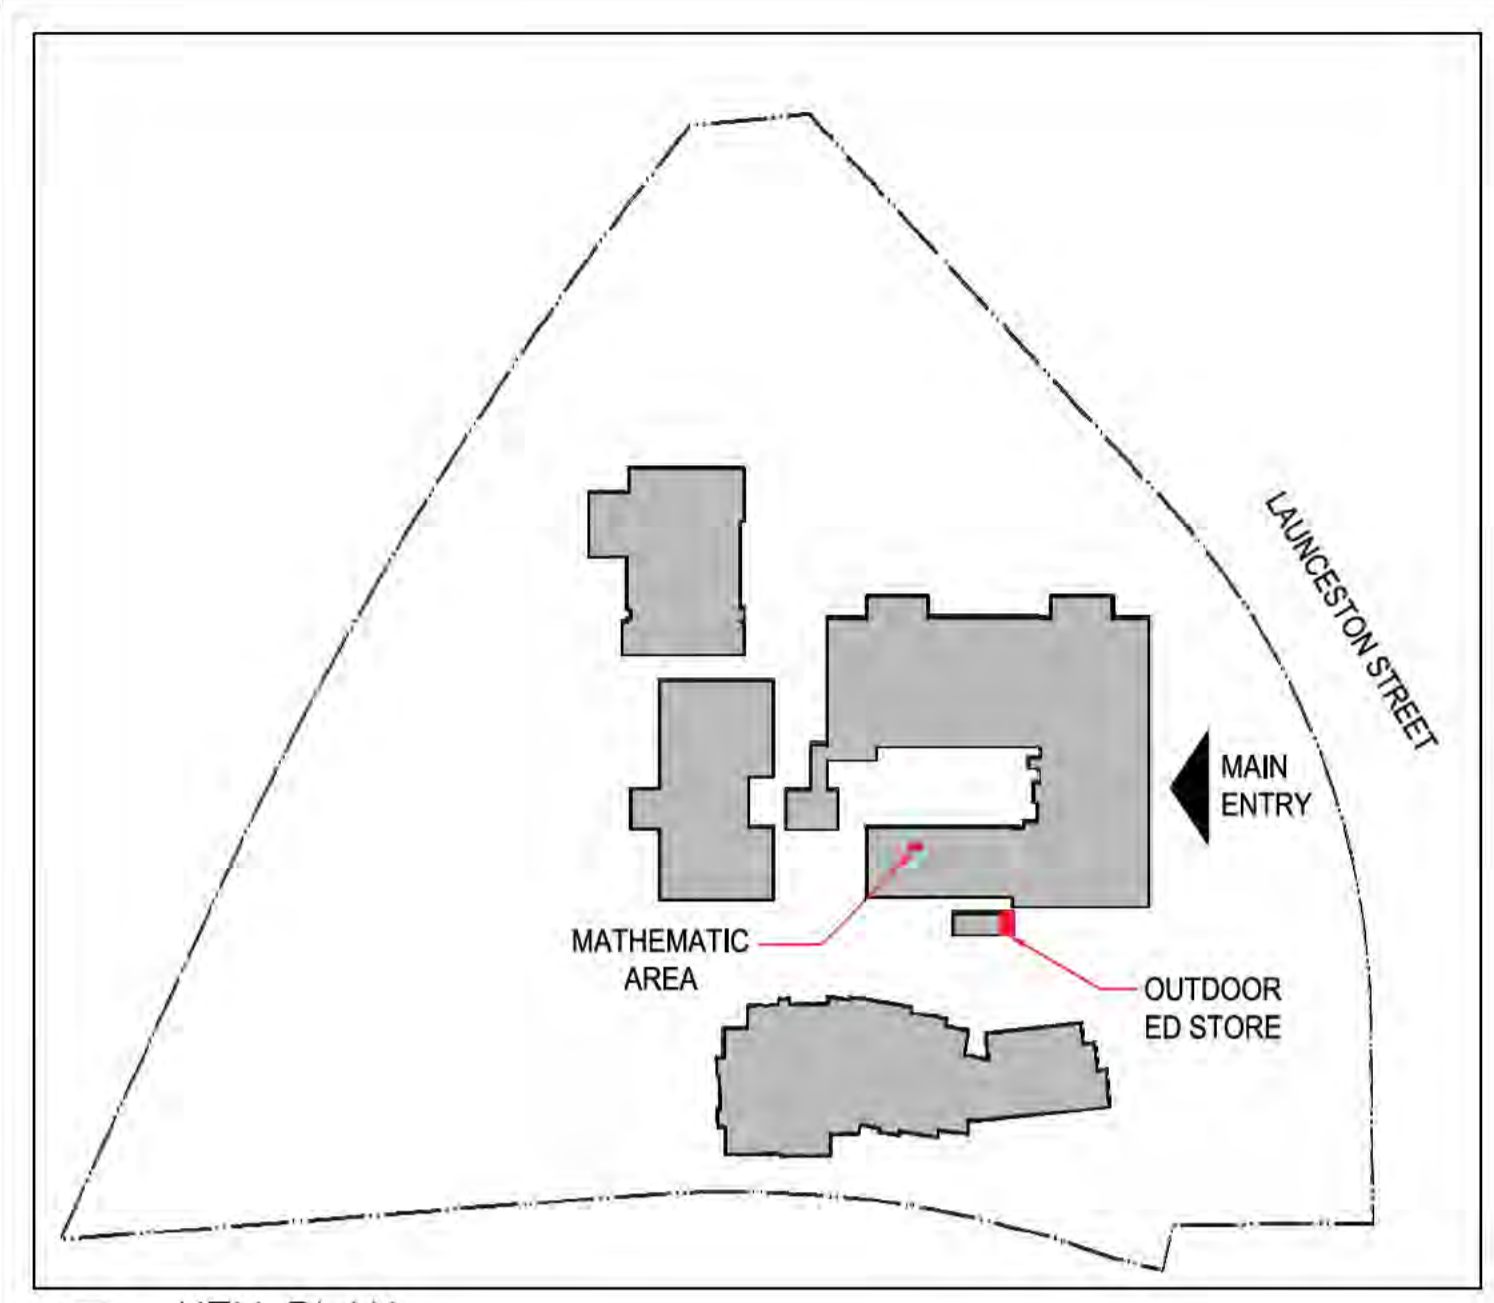 LAUNCESTON STREET
MAIN
ENTRY
MATHEMATIC
AREA
OUTDOOR
ED STORE